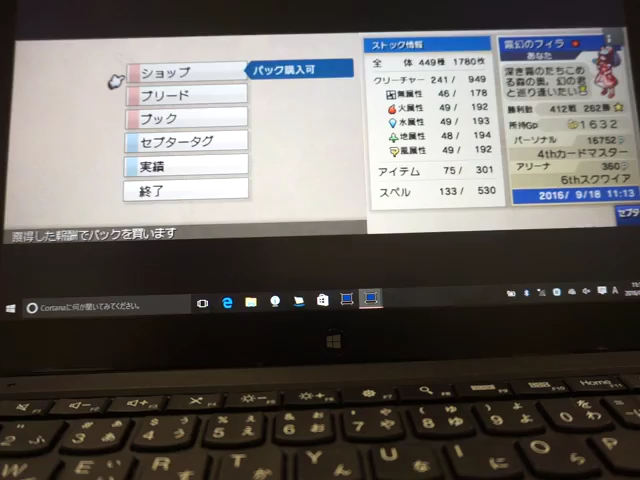 ショップ
パック購入可
ブリード
ブック
セプタータグ
実績
終了
獲得した報酬でパックを買います
ストック情報
全 体 449種 1780枚
クリーチャー 241/ 949
無属性 46/ 178
火属性 49/ 192
水属性 49/ 193
地属性 48/ 194
風属性 49/ 192
アイテム 75/ 301
スペル 133/ 530
霧幻のフィラ
あなた
深き霧のたちこめ
る森の奥。幻の君
と巡り逢いたい
勝利数 412戦 262勝
所持Gp 1632
パーソナル 16752
4thカードマスター
アリーナ 360
6thスクワイア
2016/ 9/18 11:13
セプタ
Cortanaに何か聞いてみてください。
A
Home
W E R T Y U I O P